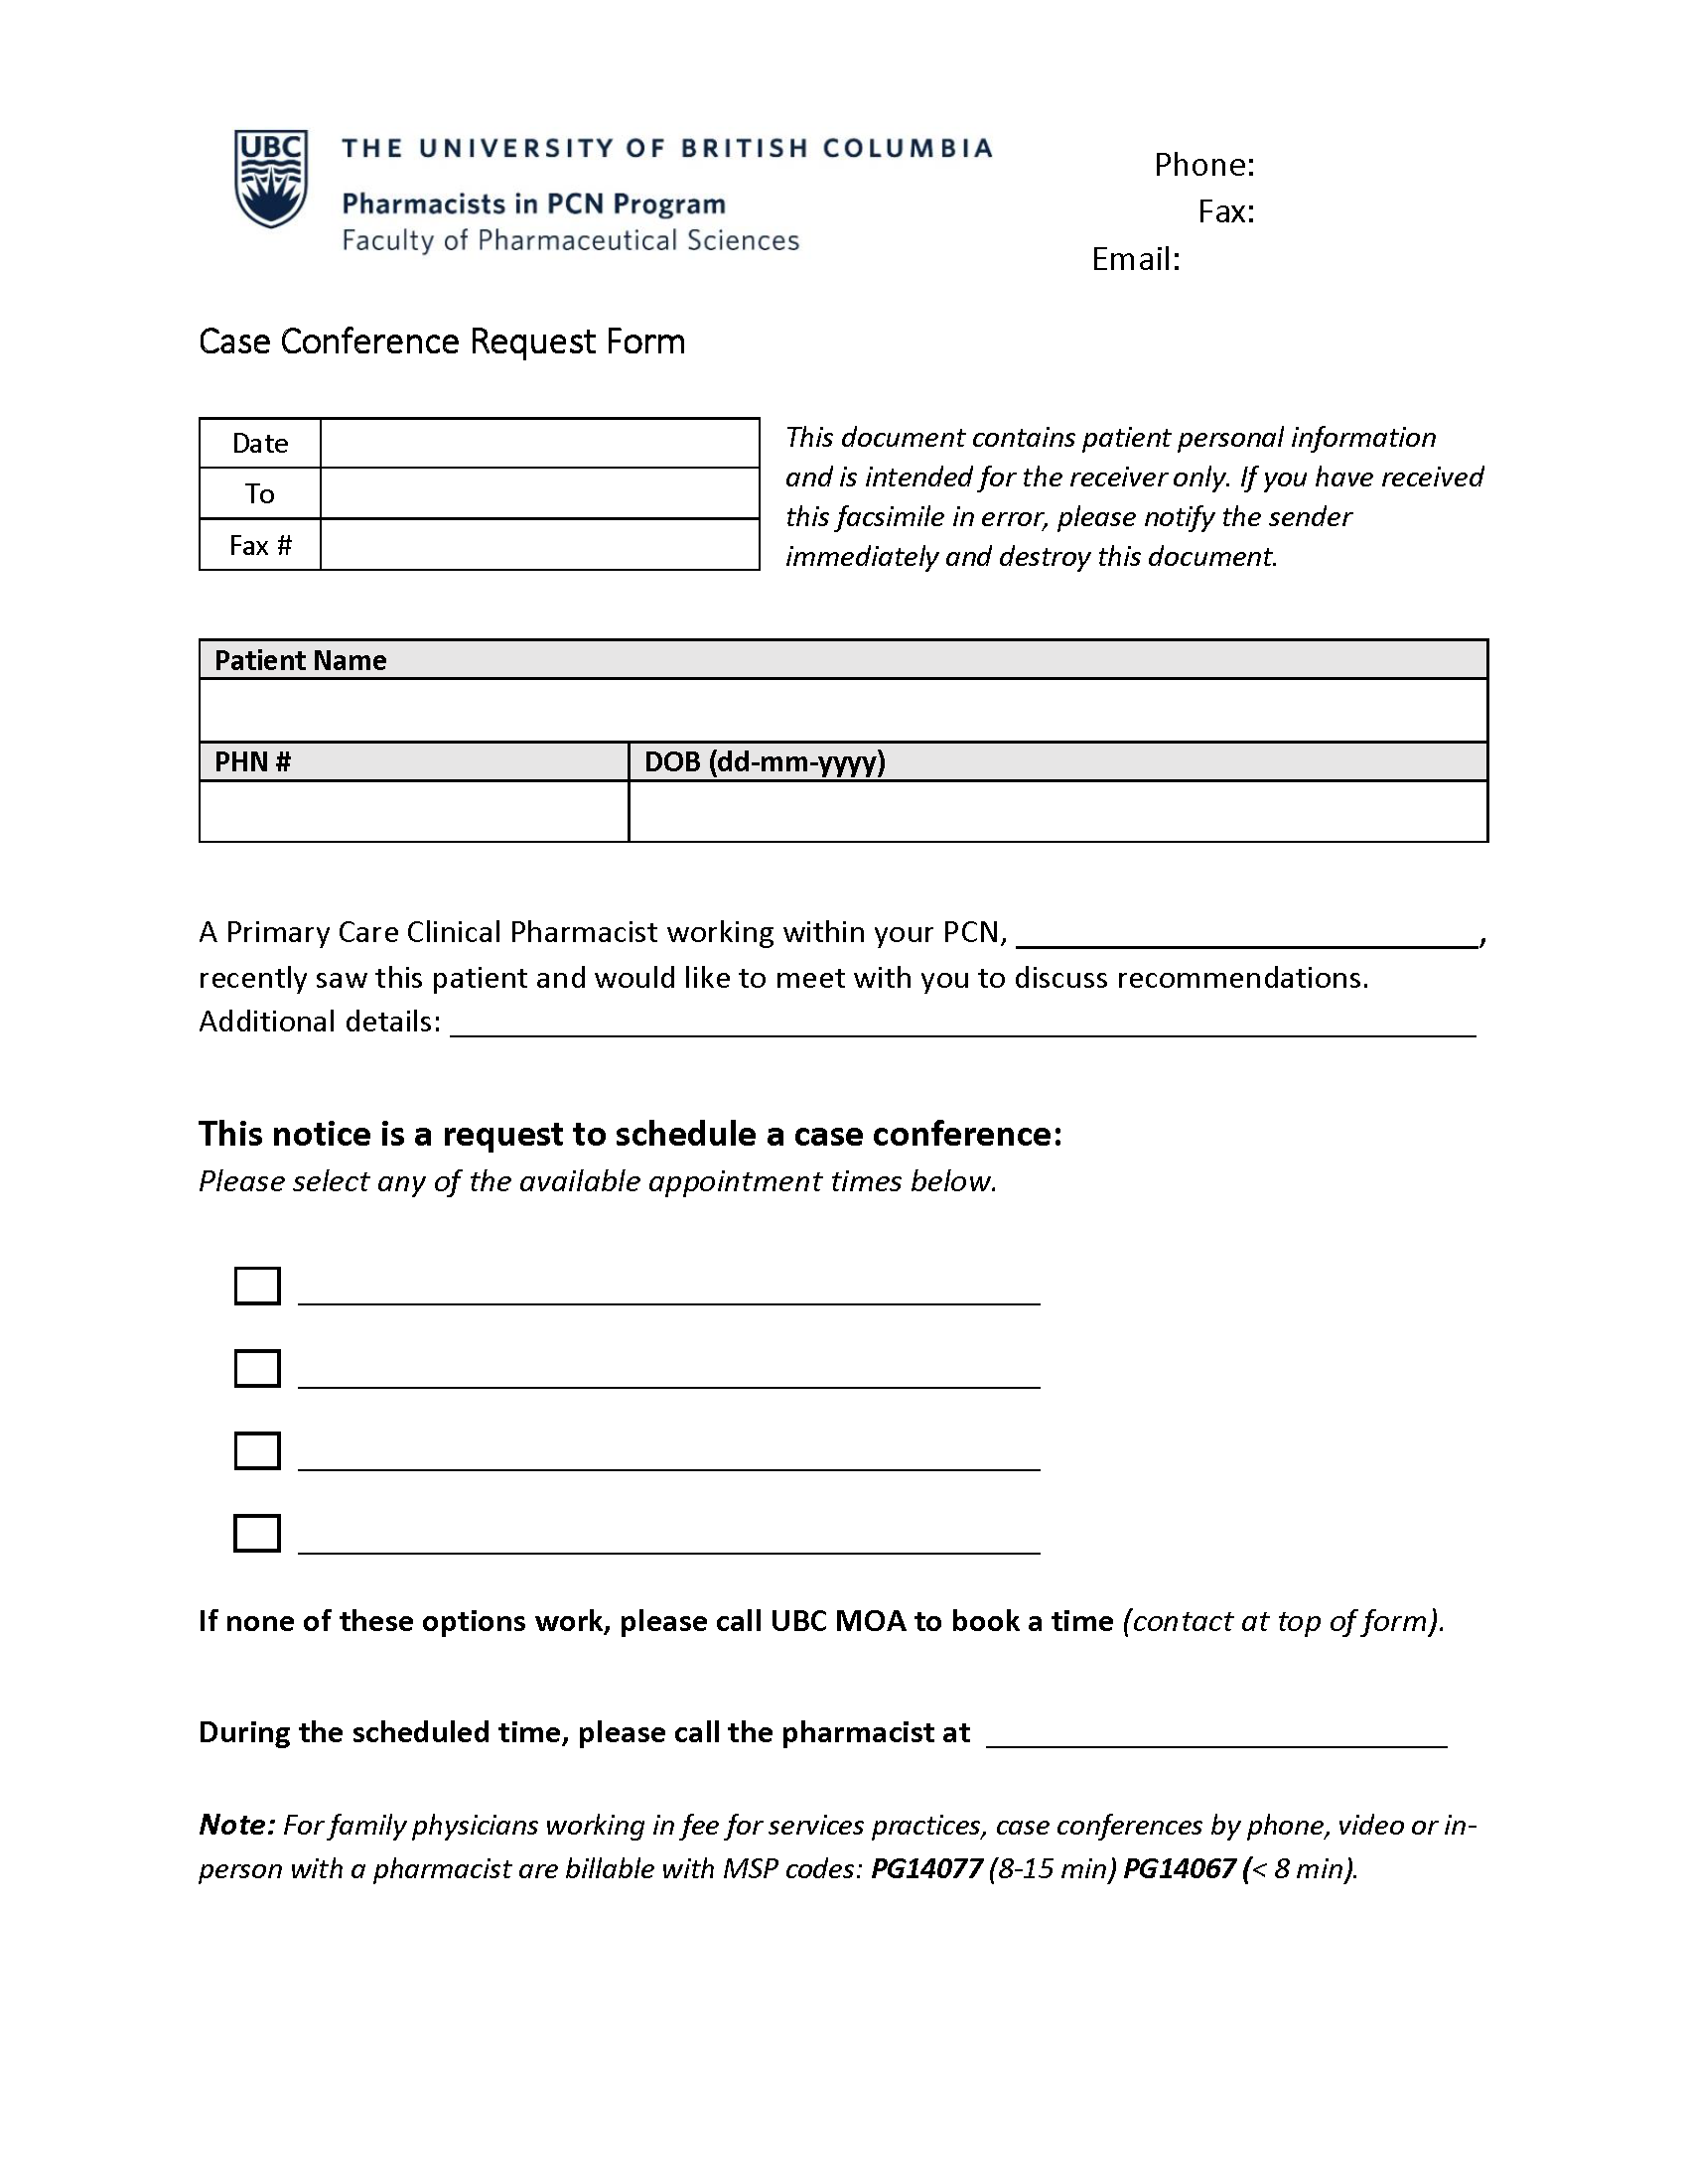 UBC
THE UNIVERSITY OF BRITISH COLUMBIA
Pharmacists in PCN Program
Faculty of Pharmaceutical Sciences
Phone:
Fax:
Email:
Case Conference Request Form
Date
To
Fax #
This document contains patient personal information
and is intended for the receiver only. If you have received
this facsimile in error, please notify the sender
immediately and destroy this document.
Patient Name
PHN #
DOB (dd-mm-yyyy)
A Primary Care Clinical Pharmacist working within your PCN, ____________________,
recently saw this patient and would like to meet with you to discuss recommendations.
Additional details: ____________________
This notice is a request to schedule a case conference:
Please select any of the available appointment times below.
If none of these options work, please call UBC MOA to book a time (contact at top of form).
During the scheduled time, please call the pharmacist at ____________________
Note: For family physicians working in fee for services practices, case conferences by phone, video or in-
person with a pharmacist are billable with MSP codes: PG14077 (8-15 min) PG14067 (< 8 min).